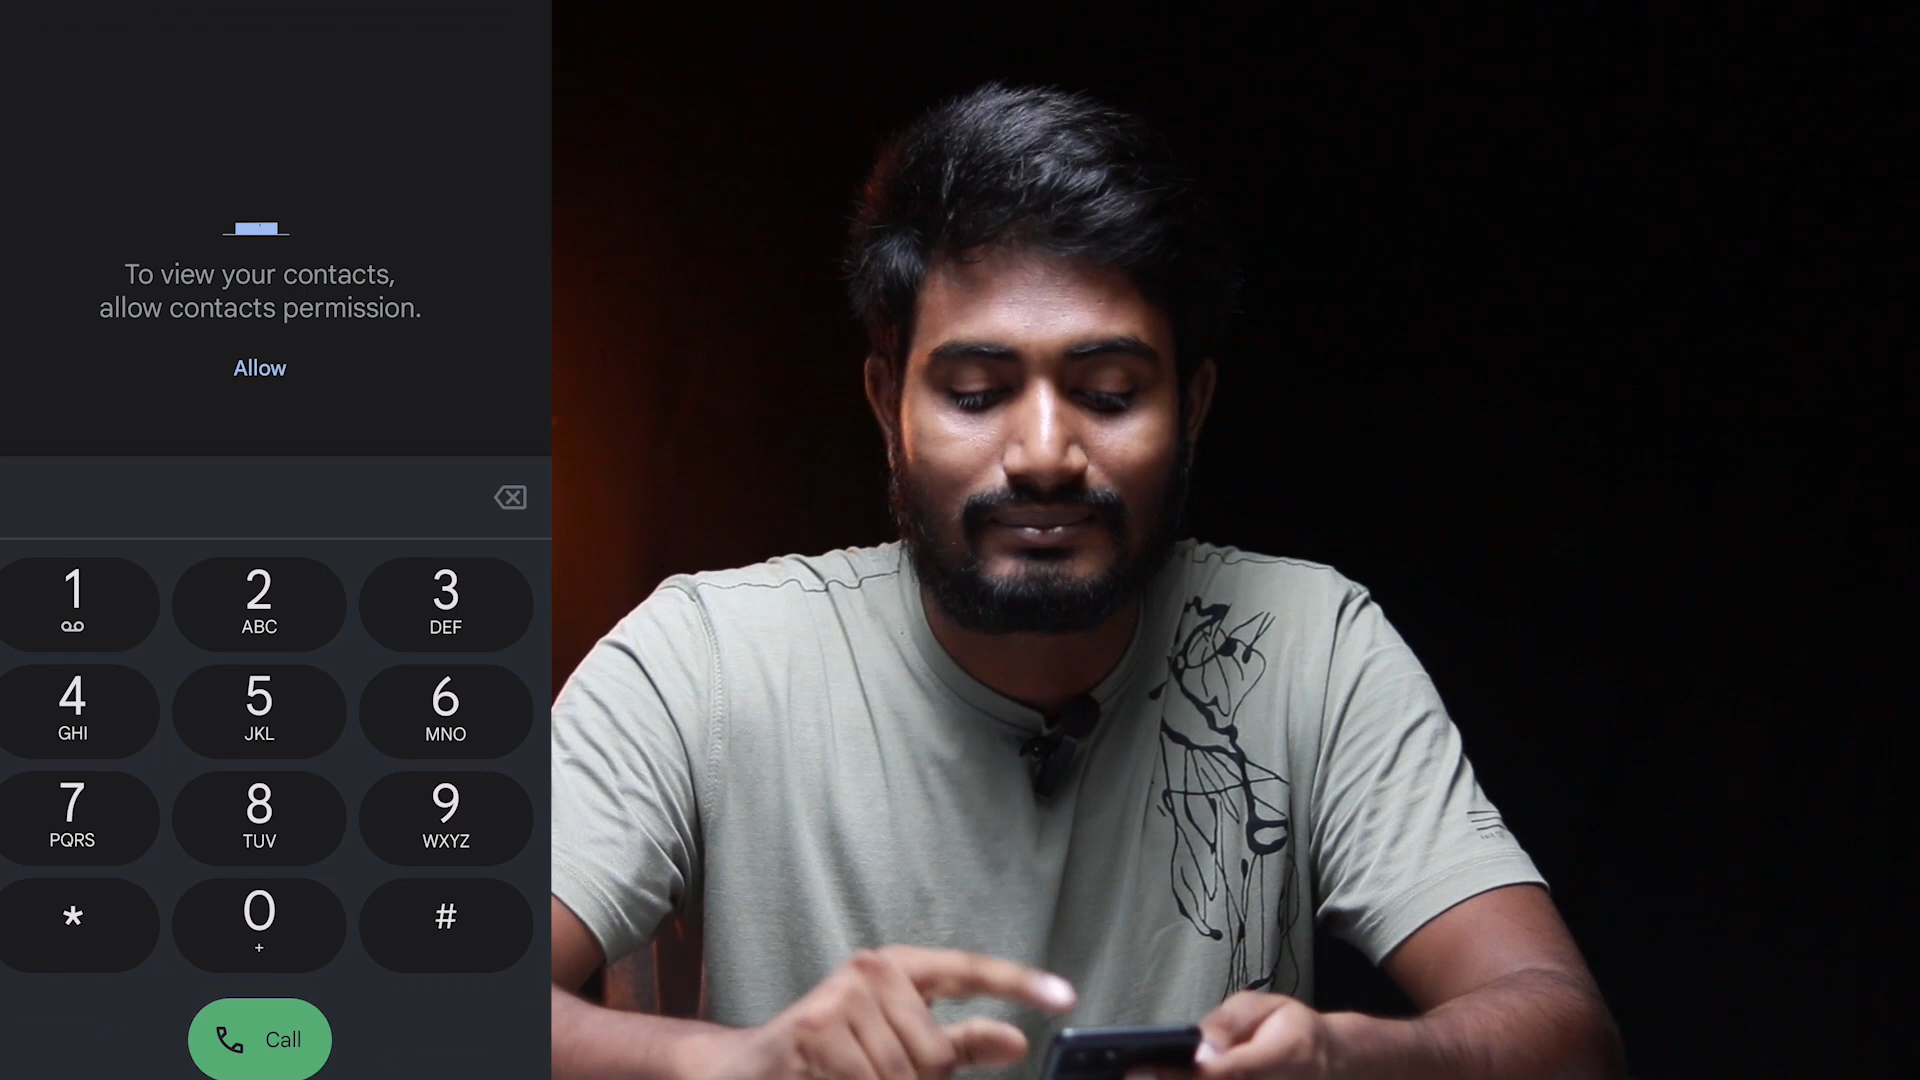 To view your contacts,
allow contacts permission.
Allow
1
2
ABC
3
DEF
4
GHI
5
JKL
6
MNO
7
PQRS
8
TUV
9
WXYZ
*
0
+
#
Call